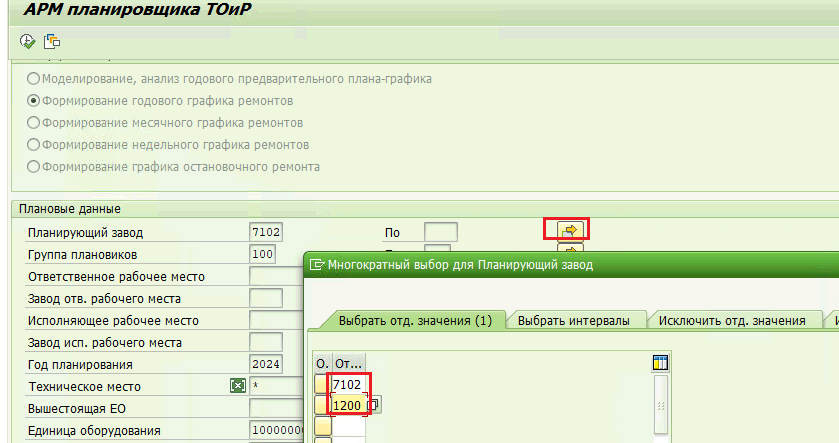 АРМ планировщика ТОиР
Моделирование, анализ годового предварительного плана-графика
Формирование годового графика ремонтов
Формирование месячного графика ремонтов
Формирование недельного графика ремонтов
Формирование графика остановочного ремонта
Плановые данные
Планирующий завод 7102 По
Группа плановиков 100
Ответственное рабочее место
Завод отв. рабочего места
Исполняющее рабочее место
Завод исп. рабочего места
Год планирования 2024
Техническое место *
Вышестоящая ЕО
Единица оборудования 10000000
Многократный выбор для Планирующий завод
Выбрать отд. значения (1) Выбрать интервалы Исключить отд. значения
О. От...
7102
1200